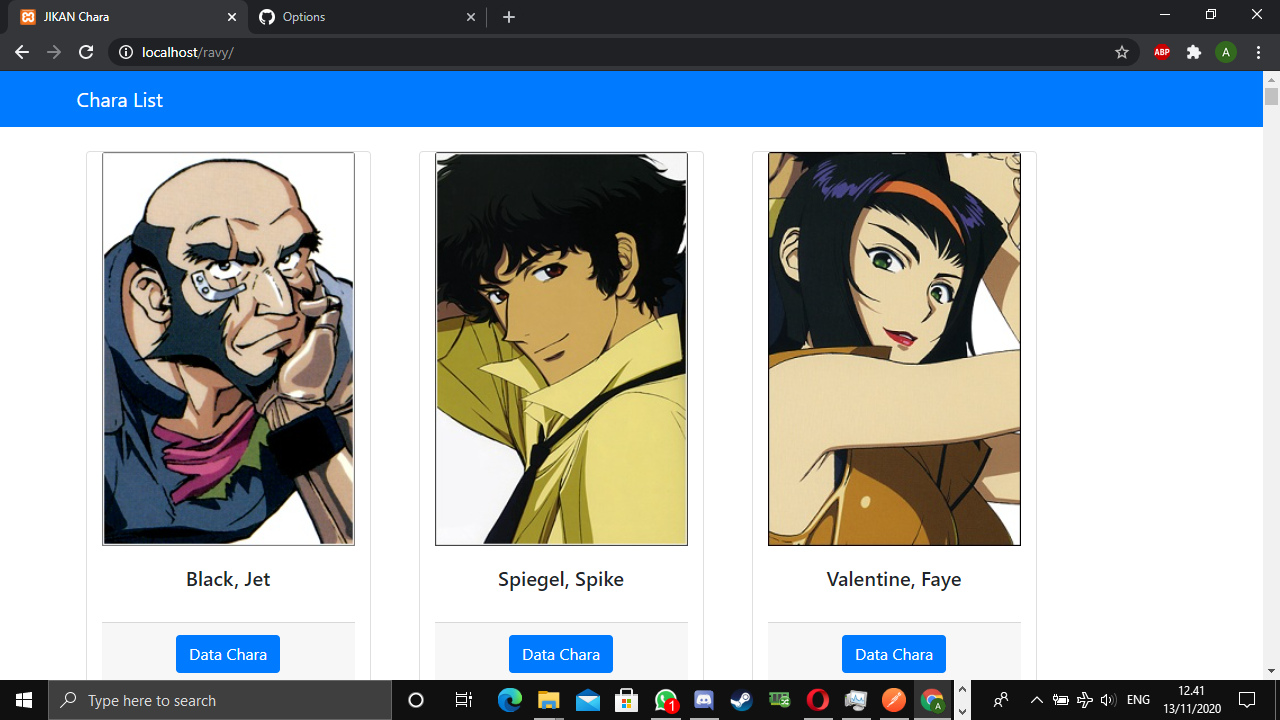 JIKAN Chara
Options
localhost/ravy/
ABP
A
Chara List
Black, Jet
Spiegel, Spike
Valentine, Faye
Data Chara
Data Chara
Data Chara
Type here to search
1
A
ENG
12.41
13/11/2020